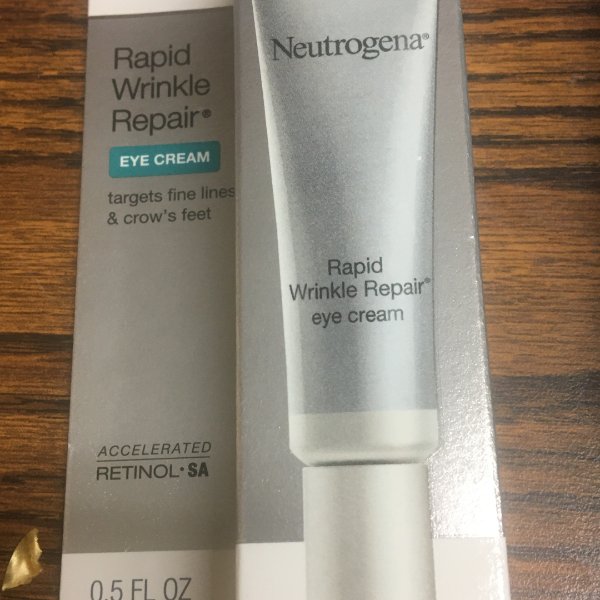 Rapid
Wrinkle
Repair®
EYE CREAM
targets fine lines
& crow's feet
ACCELERATED
RETINOL•SA
0.5 FL OZ
Neutrogena®
Rapid
Wrinkle Repair®
eye cream